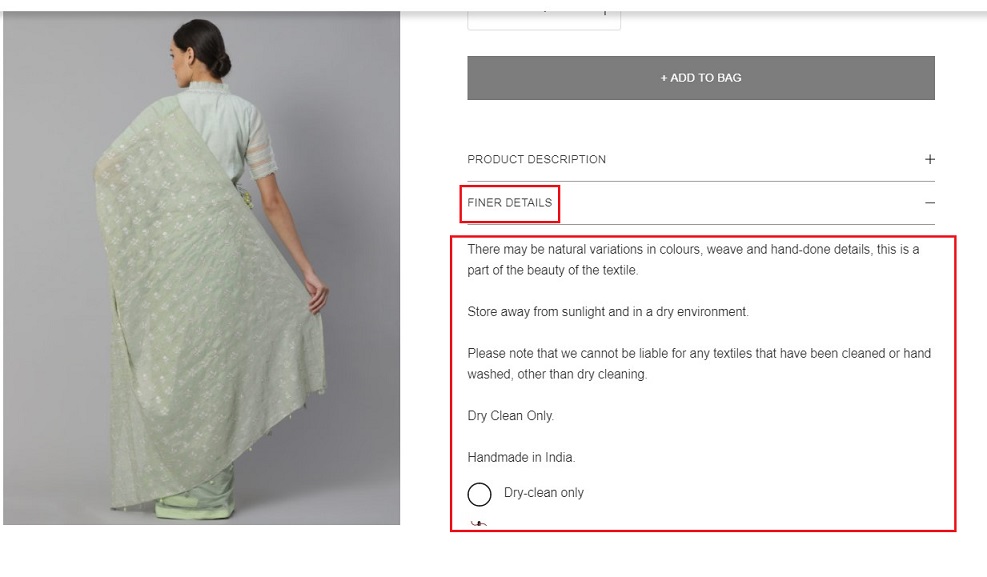 + ADD TO BAG
PRODUCT DESCRIPTION +
FINER DETAILS –
There may be natural variations in colours, weave and hand-done details, this is a
part of the beauty of the textile.
Store away from sunlight and in a dry environment.
Please note that we cannot be liable for any textiles that have been cleaned or hand
washed, other than dry cleaning.
Dry Clean Only.
Handmade in India.
Dry-clean only